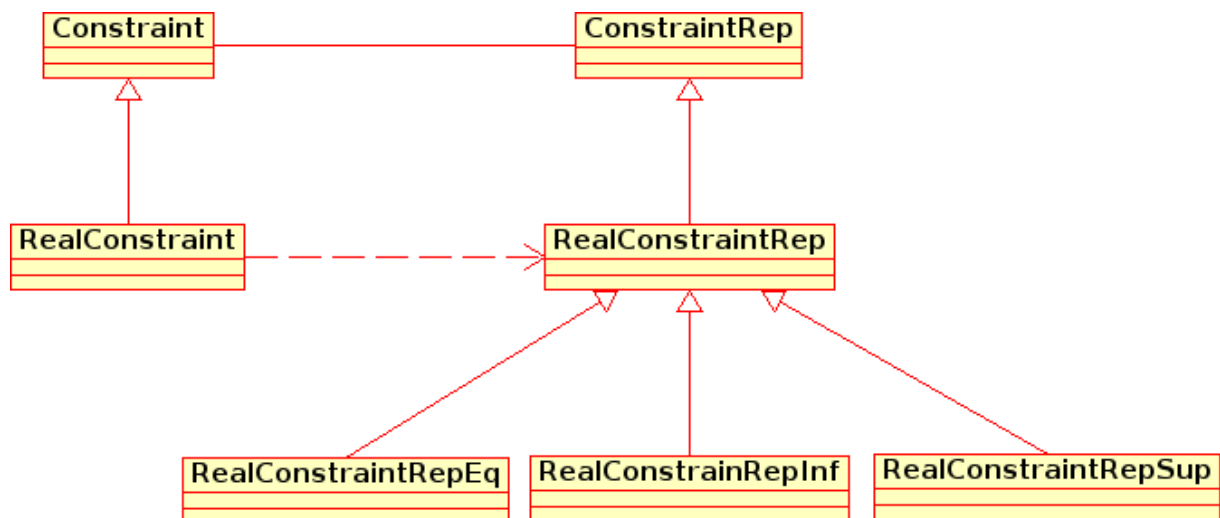 Constraint
ConstraintRep
RealConstraint
RealConstraintRep
RealConstraintRepEq
RealConstrainRepInf
RealConstraintRepSup